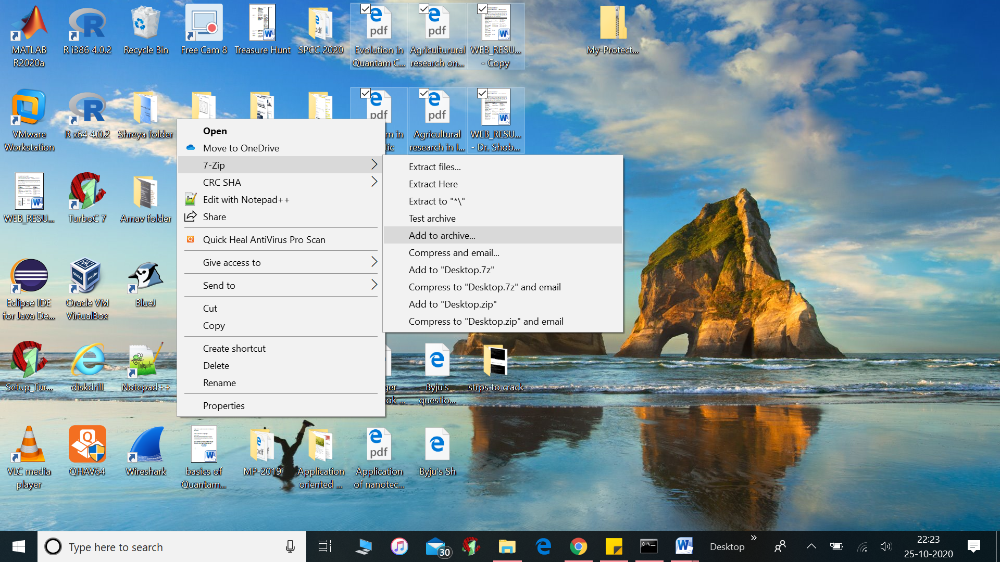 MATLAB
R2020a
R i386 4.0.2
Recycle Bin
Free Cam 8
Treasure Hunt
SPCC 2020
pdf
Evolution in
Quantam C...
pdf
Agriculturural
research on...
WEB_RESU...
- Copy
My-Protect...
VMware
Workstation
R x64 4.0.2
Shreya folder
pdf
m in
tic
pdf
Agricultural
research in I...
WEB_RESU...
- Dr. Shob...
WEB_RESU...
TurboC 7
Arnav folder
Eclipse IDE
for Java De...
Oracle VM
VirtualBox
BlueJ
Setup_Tur...
diskdrill
Notepad++
ger
ok ...
Byju's
questio...
strps to crack
VLC media
player
QHAV64
Wireshark
basics of
Quantam...
MP-2019
Application
oriented ...
pdf
Application
of nanotec...
Byju's Sh
Open
Move to OneDrive
7-Zip
CRC SHA
Edit with Notepad++
Share
Quick Heal AntiVirus Pro Scan
Give access to
Send to
Cut
Copy
Create shortcut
Delete
Rename
Properties
Extract files...
Extract Here
Extract to "*\"
Test archive
Add to archive...
Compress and email...
Add to "Desktop.7z"
Compress to "Desktop.7z" and email
Add to "Desktop.zip"
Compress to "Desktop.zip" and email
Type here to search
30
Desktop
22:23
25-10-2020